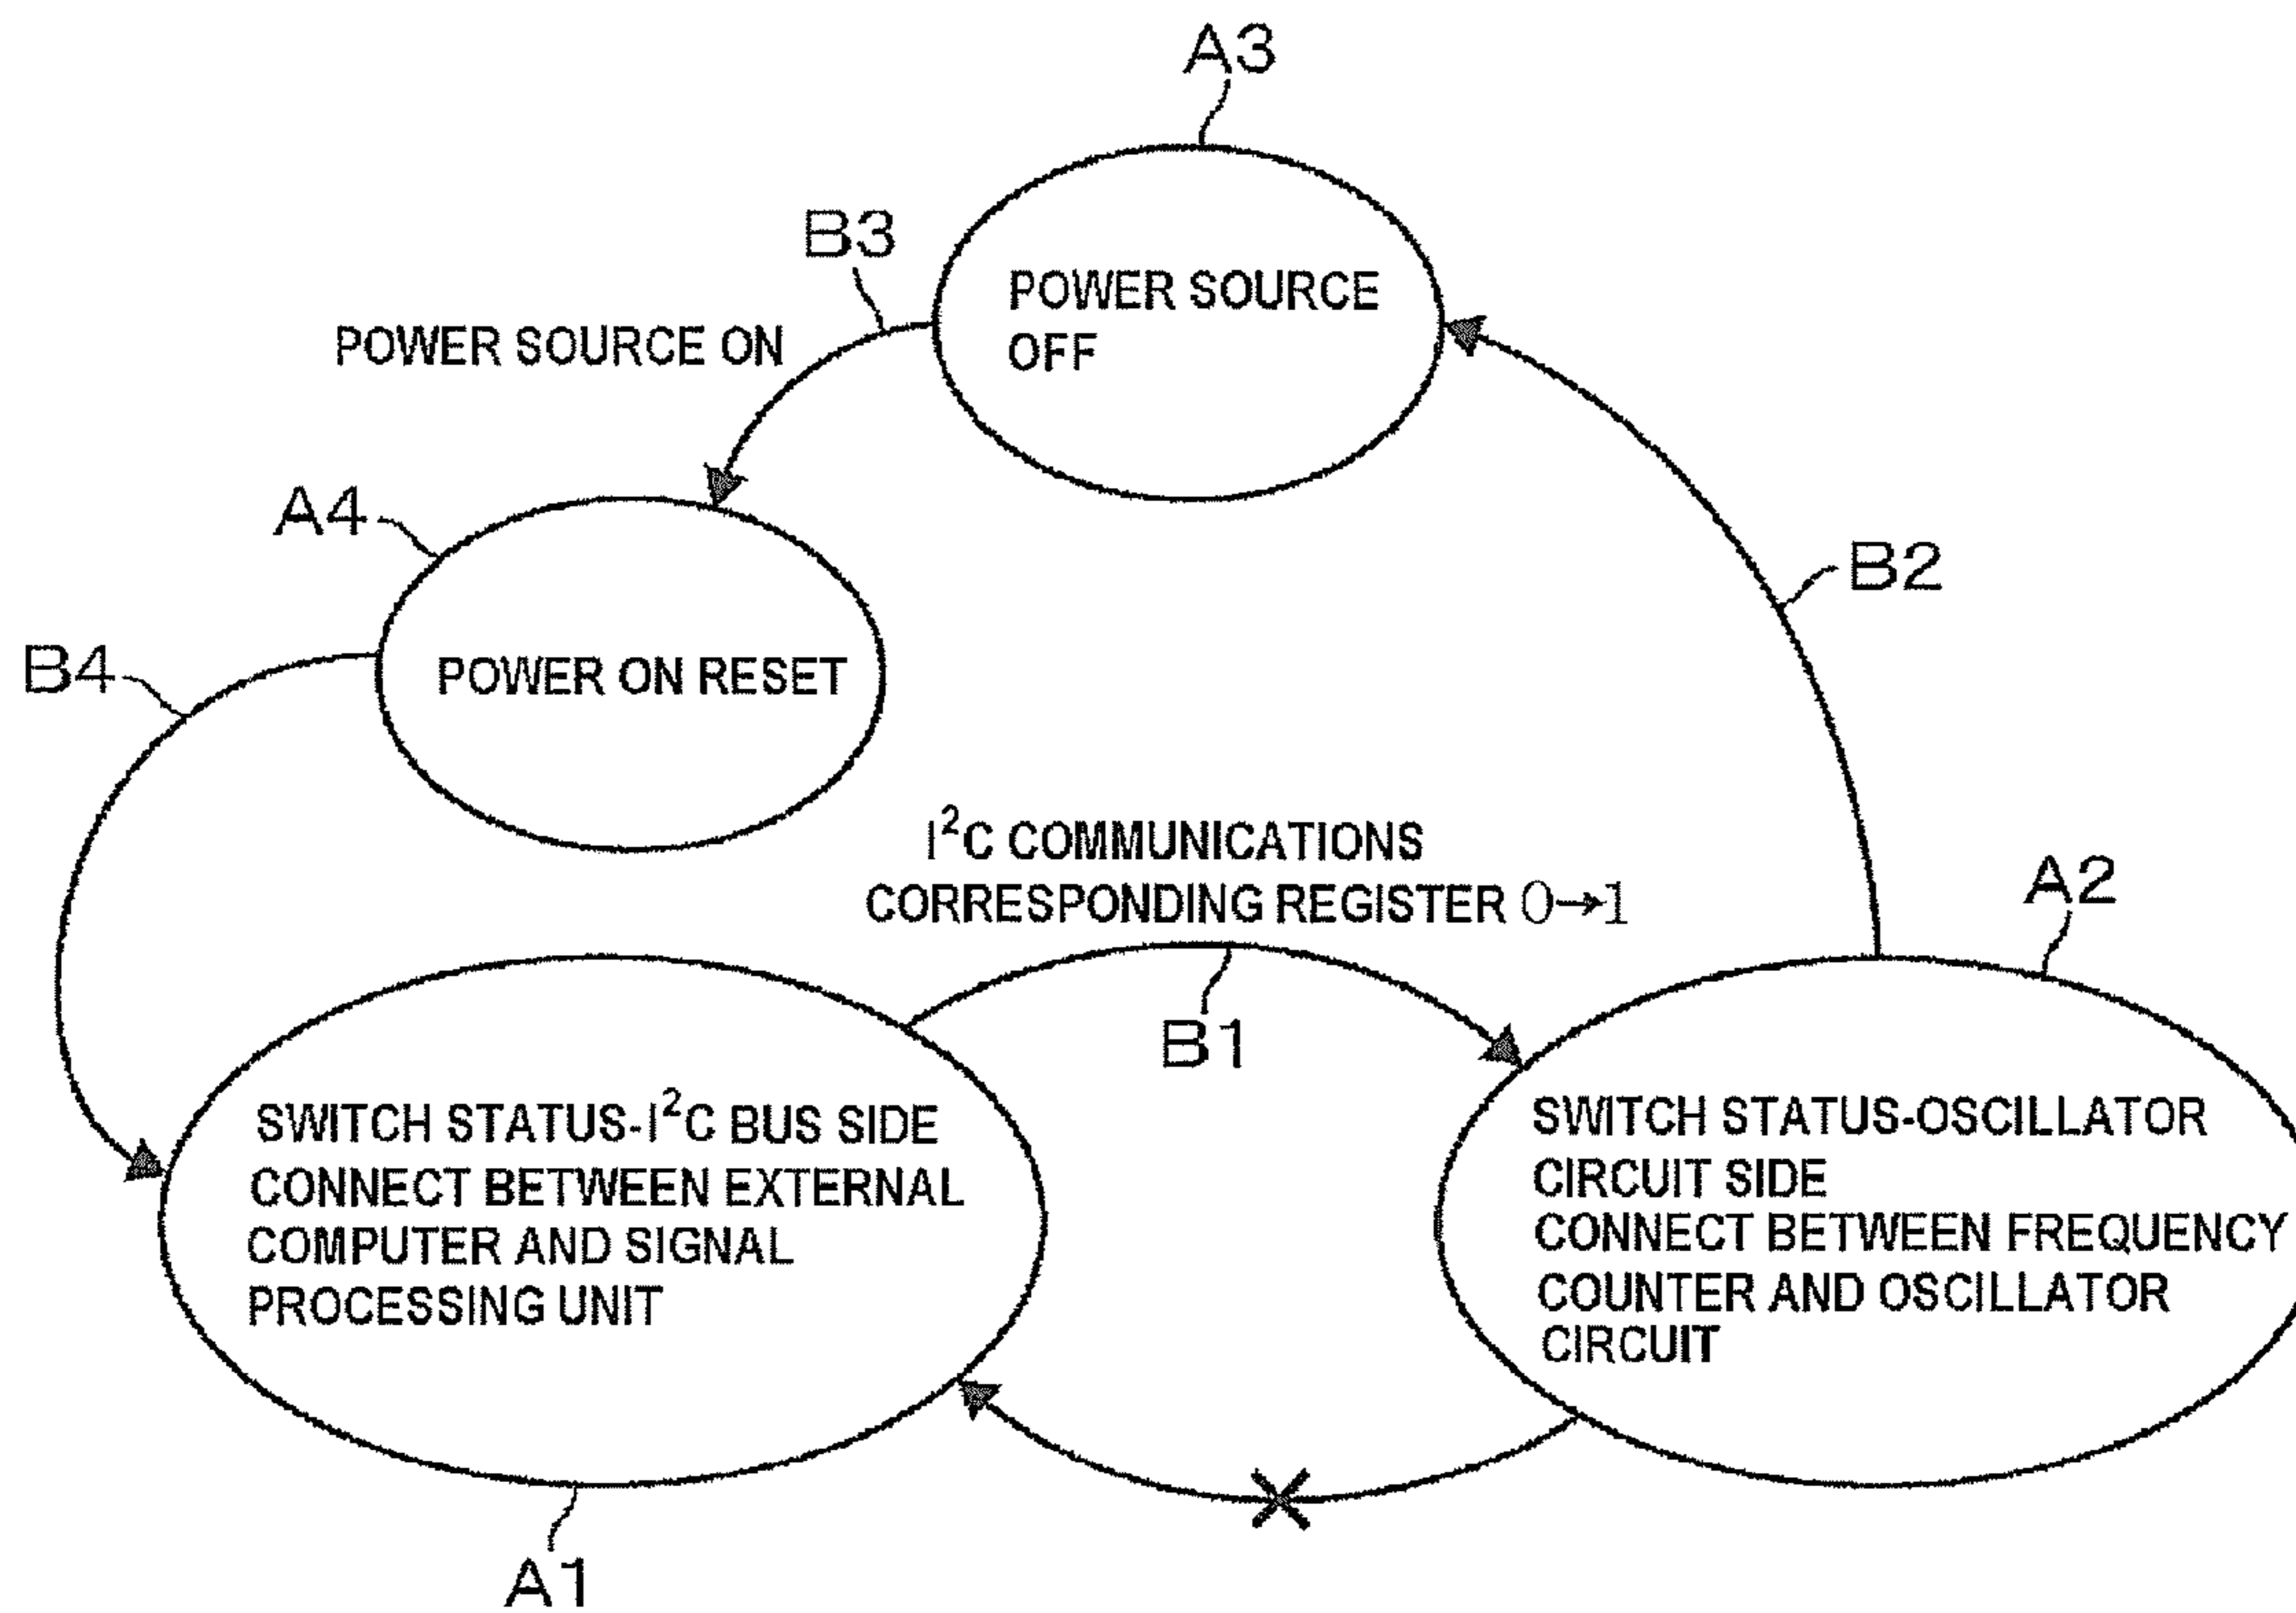 A3
B3
POWER SOURCE
OFF
POWER SOURCE ON
A4
B2
B4
POWER ON RESET
I²C COMMUNICATIONS
CORRESPONDING REGISTER 0→1
A2
B1
SWITCH STATUS-I²C BUS SIDE
CONNECT BETWEEN EXTERNAL
COMPUTER AND SIGNAL
PROCESSING UNIT
SWITCH STATUS-OSCILLATOR
CIRCUIT SIDE
CONNECT BETWEEN FREQUENCY
COUNTER AND OSCILLATOR
CIRCUIT
A1